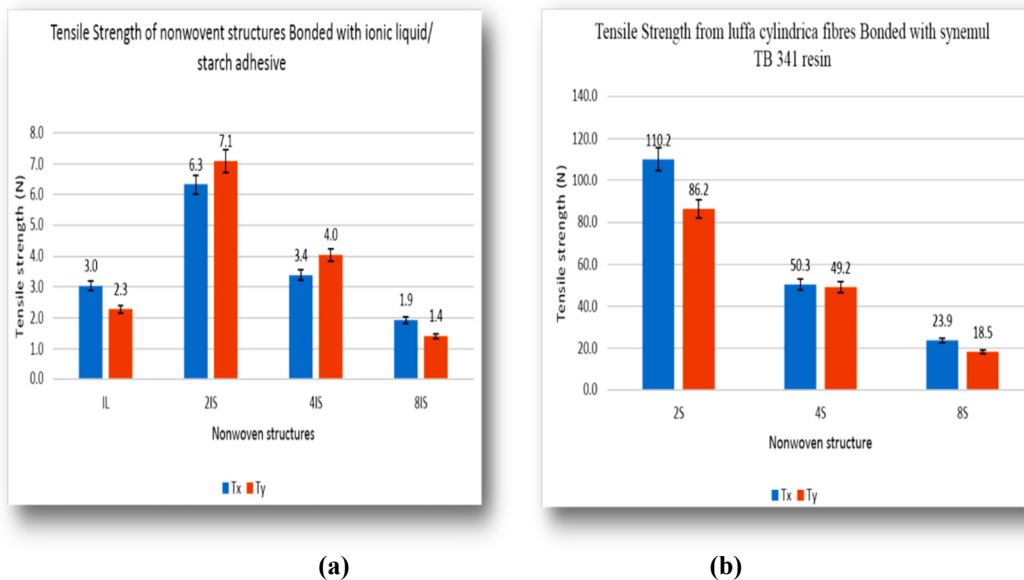 Tensile Strength of nonwovent structures Bonded with ionic liquid/
starch adhesive
8.0
7.0
6.0
5.0
4.0
3.0
2.0
1.0
0.0
Tensile strength (N)
3.0
2.3
6.3
7.1
3.4
4.0
1.9
1.4
IL
2IS
4IS
8IS
Nonwoven structures
Tx
Ty
(a)
Tensile Strength from luffa cylindrica fibres Bonded with synemul
TB 341 resin
140.0
120.0
100.0
80.0
60.0
40.0
20.0
0.0
Tensile strength (N)
110.2
86.2
50.3
49.2
23.9
18.5
2S
4S
8S
Nonwoven structure
Tx
Ty
(b)